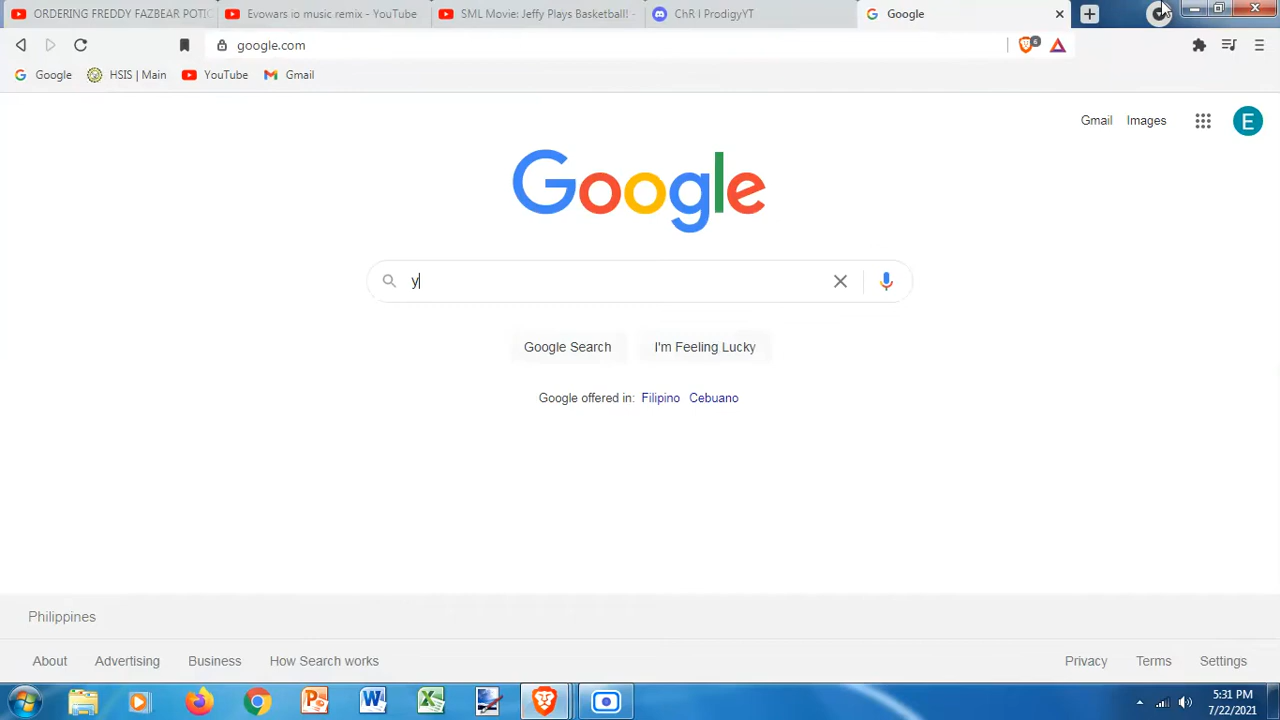 ORDERING FREDDY FAZBEAR POTIO
Evowars.io music remix - YouTube
SML Movie: Jeffy Plays Basketball! -
ChR | ProdigyYT
Google
google.com
6
Google
HSIS | Main
YouTube
Gmail
Gmail
Images
E
Google
y
Google Search
I'm Feeling Lucky
Google offered in: Filipino Cebuano
Philippines
About
Advertising
Business
How Search works
Privacy
Terms
Settings
5:31 PM
7/22/2021